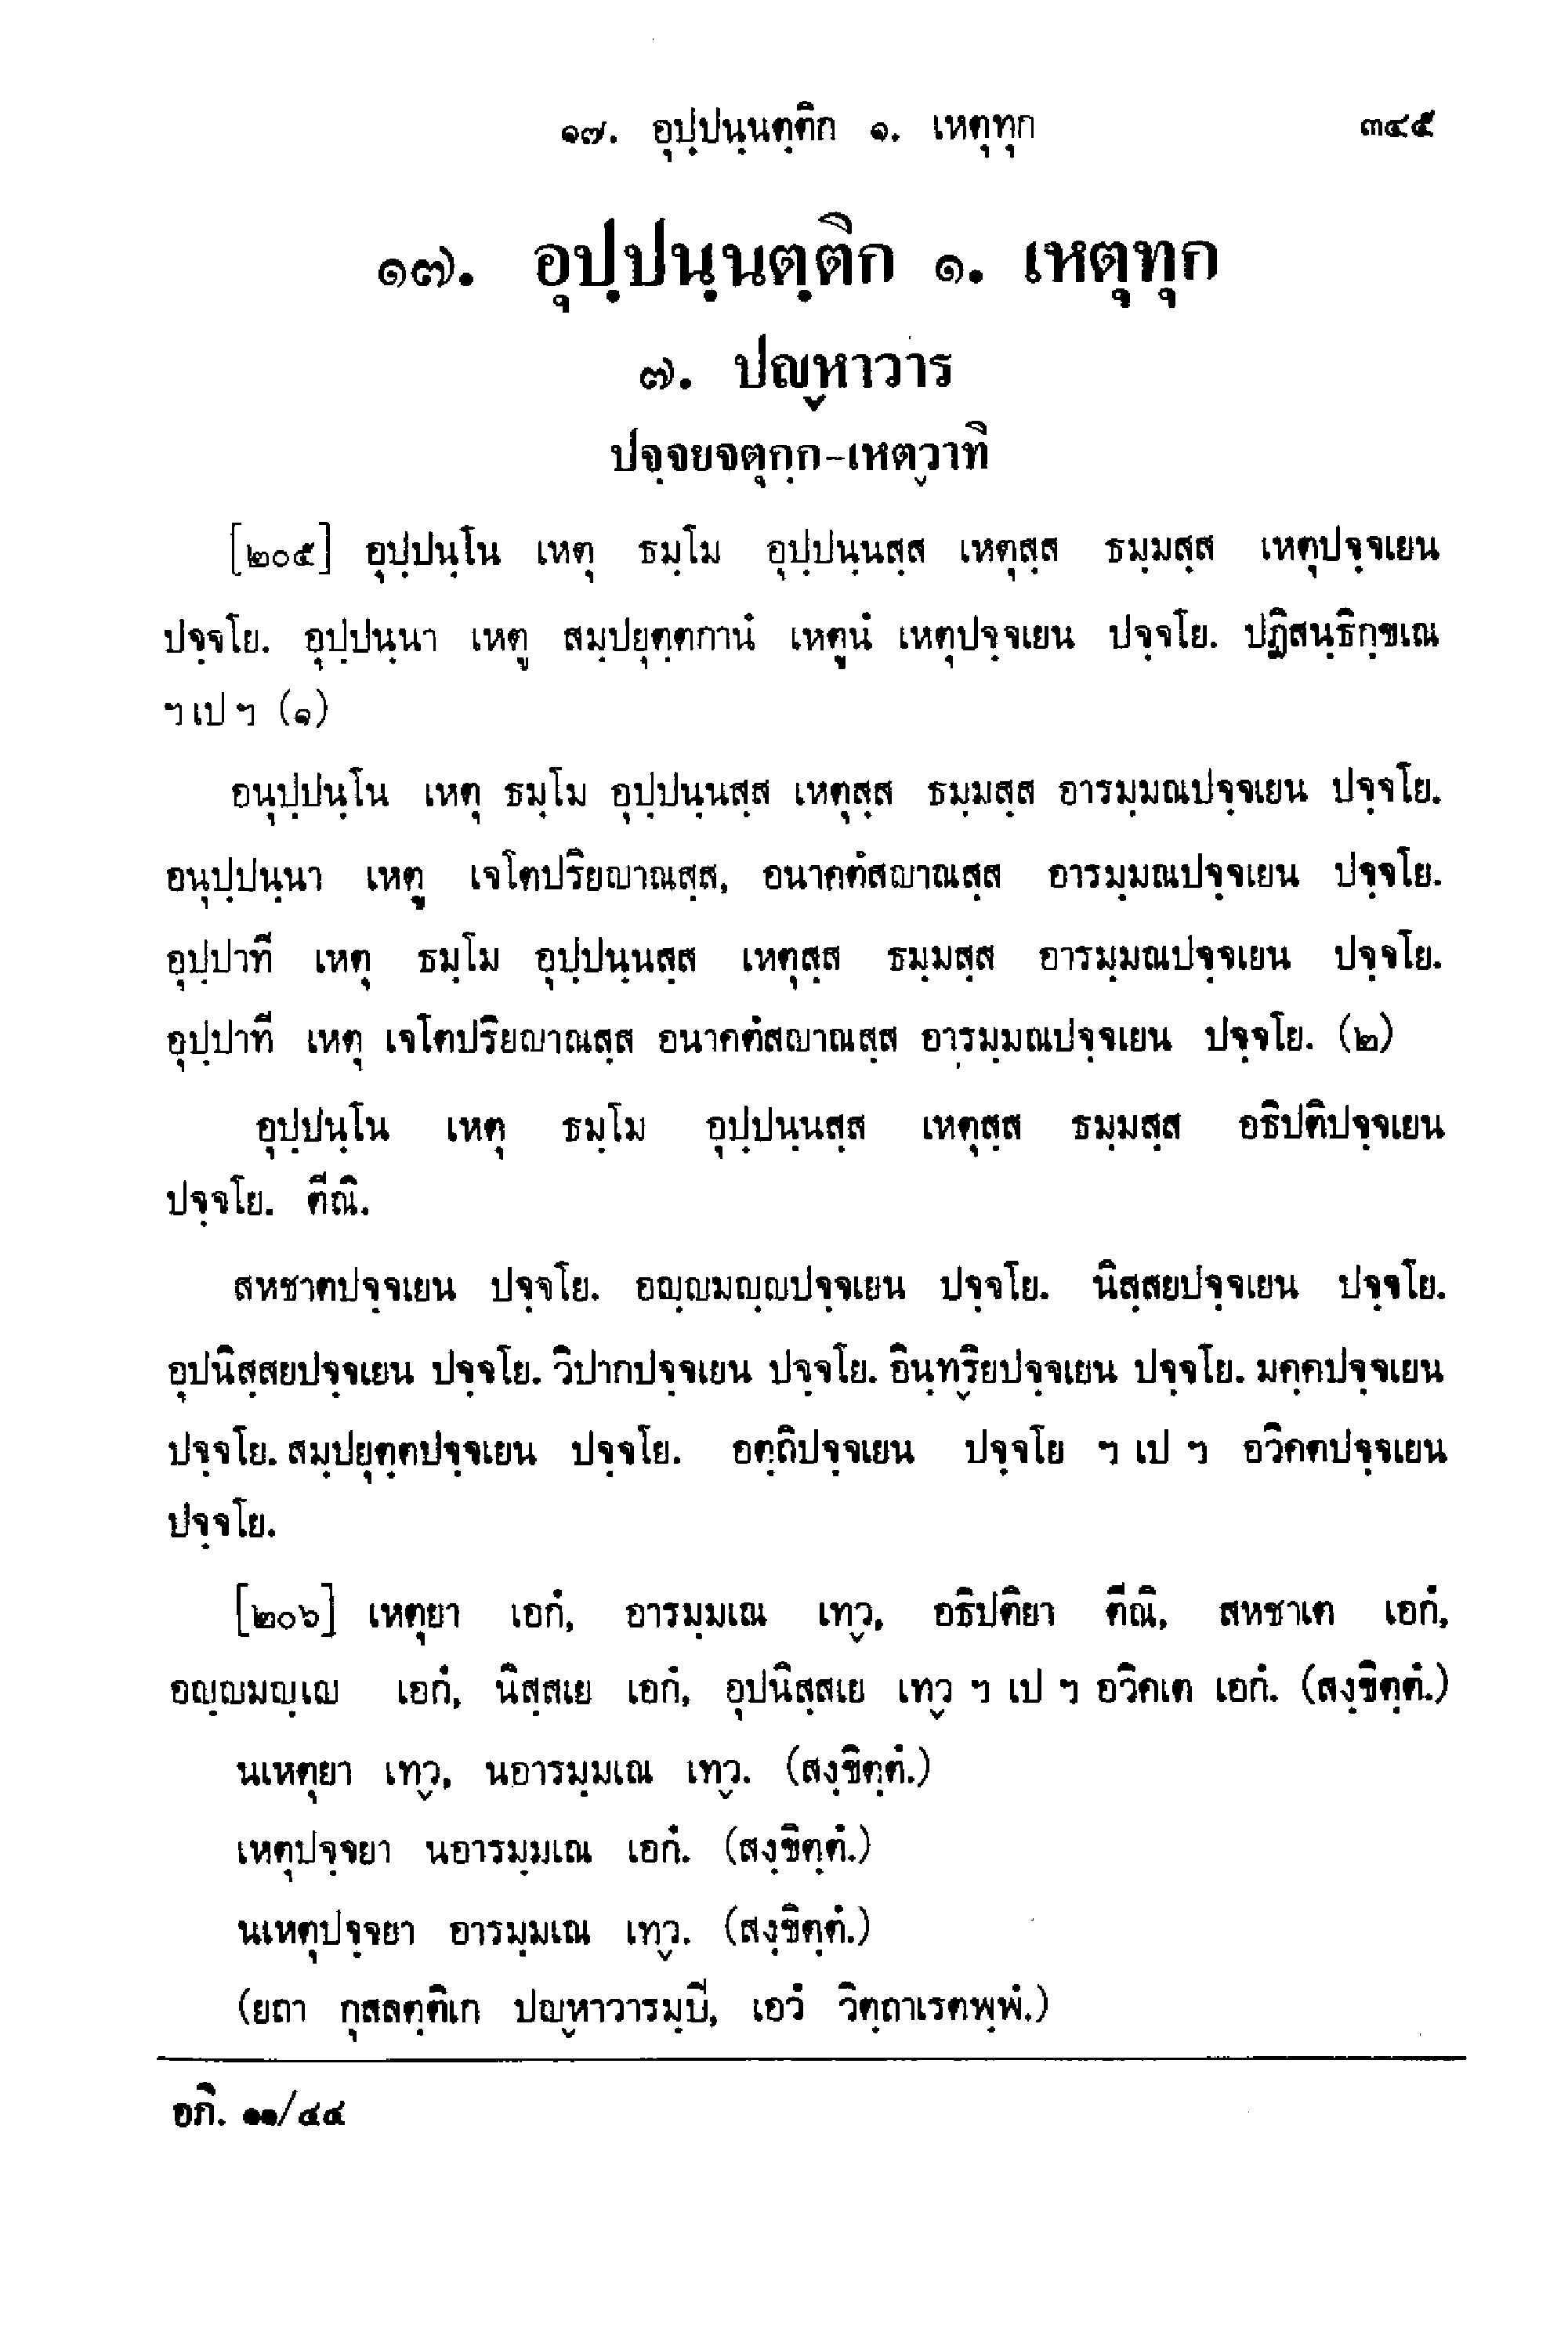 ๑๗. อุปฺปนฺนตฺติก ๑. เหตุทุก ๓๔๕
๑๗. อุปฺปนฺนตฺติก ๑. เหตุทุก
๗. ปญฺหาวาร
ปจฺจยจตุกฺก-เหตฺวาทิ
[๒๐๕] อุปฺปนฺโน เหตุ ธมฺโม อุปฺปนฺนสฺส เหตุสฺส ธมฺมสฺส เหตุปจฺจเยน
ปจฺจโย. อุปฺปนฺนา เหตู สมฺปยุตฺตกานํ เหตูนํ เหตุปจฺจเยน ปจฺจโย. ปฏิสนฺธิกฺขเณ
ฯ เป ฯ (๑)
อนุปฺปนฺโน เหตุ ธมฺโม อุปฺปนฺนสฺส เหตุสฺส ธมฺมสฺส อารมฺมณปจฺจเยน ปจฺจโย.
อนุปฺปนฺนา เหตู เจโตปริยญาณสฺส, อนาคตํสญาณสฺส อารมฺมณปจฺจเยน ปจฺจโย.
อุปฺปาที เหตุ ธมฺโม อุปฺปนฺนสฺส เหตุสฺส ธมฺมสฺส อารมฺมณปจฺจเยน ปจฺจโย.
อุปฺปาที เหตุ เจโตปริยญาณสฺส อนาคตํสญาณสฺส อารมฺมณปจฺจเยน ปจฺจโย. (๒)
อุปฺปนฺโน เหตุ ธมฺโม อุปฺปนฺนสฺส เหตุสฺส ธมฺมสฺส อธิปติปจฺจเยน
ปจฺจโย. ตีณิ.
สหชาตปจฺจเยน ปจฺจโย. อญฺญมญฺญปจฺจเยน ปจฺจโย. นิสฺสยปจฺจเยน ปจฺจโย.
อุปนิสฺสยปจฺจเยน ปจฺจโย. วิปากปจฺจเยน ปจฺจโย. อินฺทฺริยปจฺจเยน ปจฺจโย. มคฺคปจฺจเยน
ปจฺจโย. สมฺปยุตฺตปจฺจเยน ปจฺจโย. อตฺถิปจฺจเยน ปจฺจโย ฯ เป ฯ อวิคตปจฺจเยน
ปจฺจโย.
[๒๐๖] เหตุยา เอกํ, อารมฺมเณ เทฺว, อธิปติยา ตีณิ, สหชาเต เอกํ,
อญฺญมญฺเญ เอกํ, นิสฺสเย เอกํ, อุปนิสฺสเย เทฺว ฯ เป ฯ อวิคเต เอกํ. (สงฺขิตฺตํ.)
นเหตุยา เทฺว, นอารมฺมเณ เทฺว. (สงฺขิตฺตํ.)
เหตุปจฺจยา นอารมฺมเณ เอกํ. (สงฺขิตฺตํ.)
นเหตุปจฺจยา อารมฺมเณ เทฺว. (สงฺขิตฺตํ.)
(ยถา กุสลตฺติเก ปญฺหาวารมฺปิ, เอวํ วิตฺถาเรตพฺพํ.)
อภิ. ๑๑/๔๔